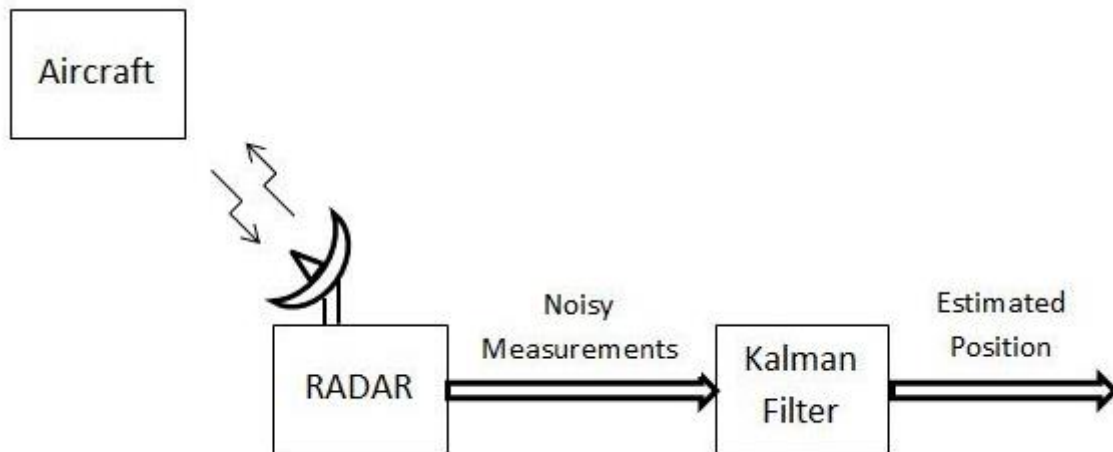 Aircraft
RADAR
Noisy
Measurements
Kalman
Filter
Estimated
Position